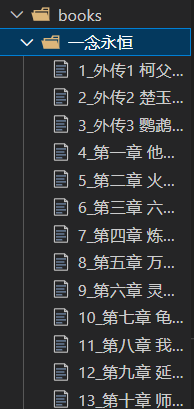 books
一念永恒
1_外传1 柯父...
2_外传2 楚玉...
3_外传3 鹦鹉...
4_第一章 他...
5_第二章 火...
6_第三章 六...
7_第四章 炼...
8_第五章 万...
9_第六章 灵...
10_第七章 龟...
11_第八章 我...
12_第九章 延...
13_第十章 师...